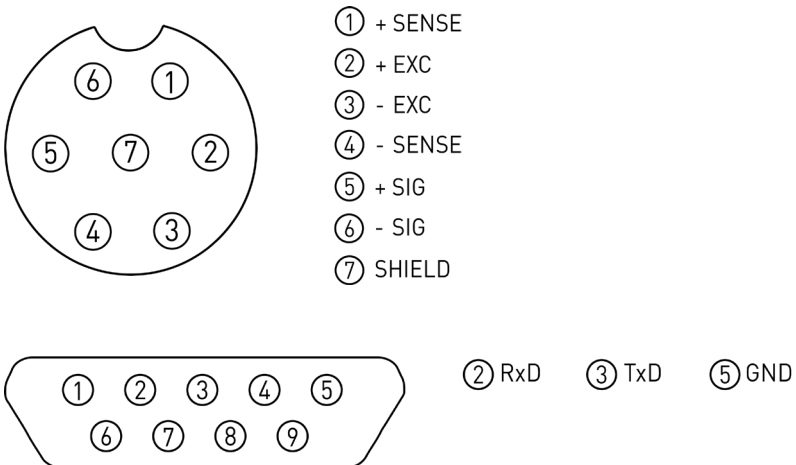 ① + SENSE
② + EXC
③ - EXC
④ - SENSE
⑤ + SIG
⑥ - SIG
⑦ SHIELD
⑥ ①
⑤ ⑦ ②
④ ③
② RxD ③ TxD ⑤ GND
① ② ③ ④ ⑤
⑥ ⑦ ⑧ ⑨